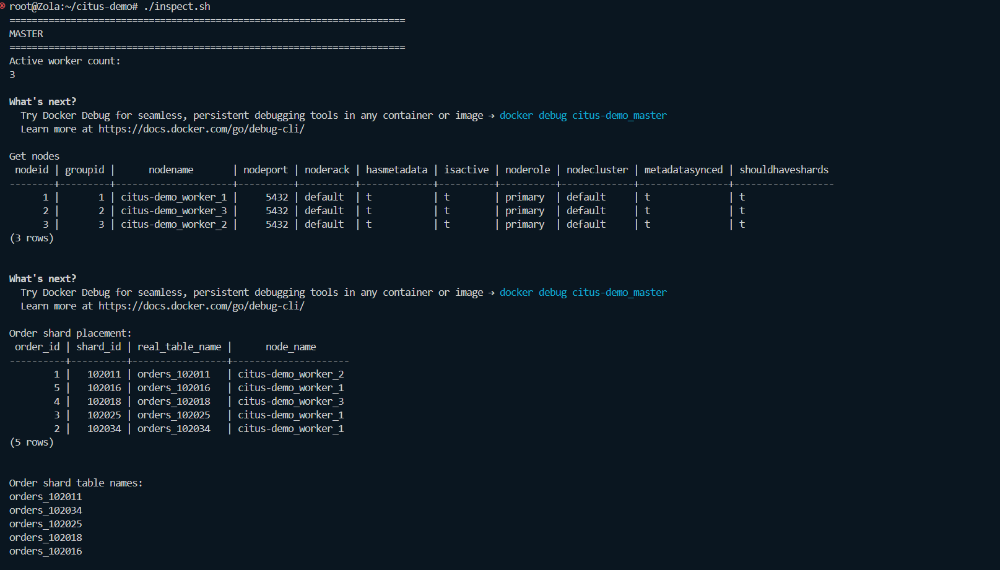 root@Zola:~/citus-demo# ./inspect.sh
=======================================================================
MASTER
=======================================================================
Active worker count:
3
What's next?
  Try Docker Debug for seamless, persistent debugging tools in any container or image → docker debug citus-demo_master
  Learn more at https://docs.docker.com/go/debug-cli/
Get nodes
 nodeid | groupid |      nodename       | nodeport | noderack | hasmetadata | isactive | noderole | nodecluster | metadatasynced | shouldhaveshards
--------+---------+---------------------+----------+----------+-------------+----------+----------+-------------+----------------+------------------
      1 |       1 | citus-demo_worker_1 |     5432 | default  | t           | t        | primary  | default     | t              | t
      2 |       2 | citus-demo_worker_3 |     5432 | default  | t           | t        | primary  | default     | t              | t
      3 |       3 | citus-demo_worker_2 |     5432 | default  | t           | t        | primary  | default     | t              | t
(3 rows)
What's next?
  Try Docker Debug for seamless, persistent debugging tools in any container or image → docker debug citus-demo_master
  Learn more at https://docs.docker.com/go/debug-cli/
Order shard placement:
 order_id | shard_id | real_table_name |      node_name
----------+----------+-----------------+---------------------
        1 |   102011 | orders_102011   | citus-demo_worker_2
        5 |   102016 | orders_102016   | citus-demo_worker_1
        4 |   102018 | orders_102018   | citus-demo_worker_3
        3 |   102025 | orders_102025   | citus-demo_worker_1
        2 |   102034 | orders_102034   | citus-demo_worker_1
(5 rows)
Order shard table names:
orders_102011
orders_102034
orders_102025
orders_102018
orders_102016